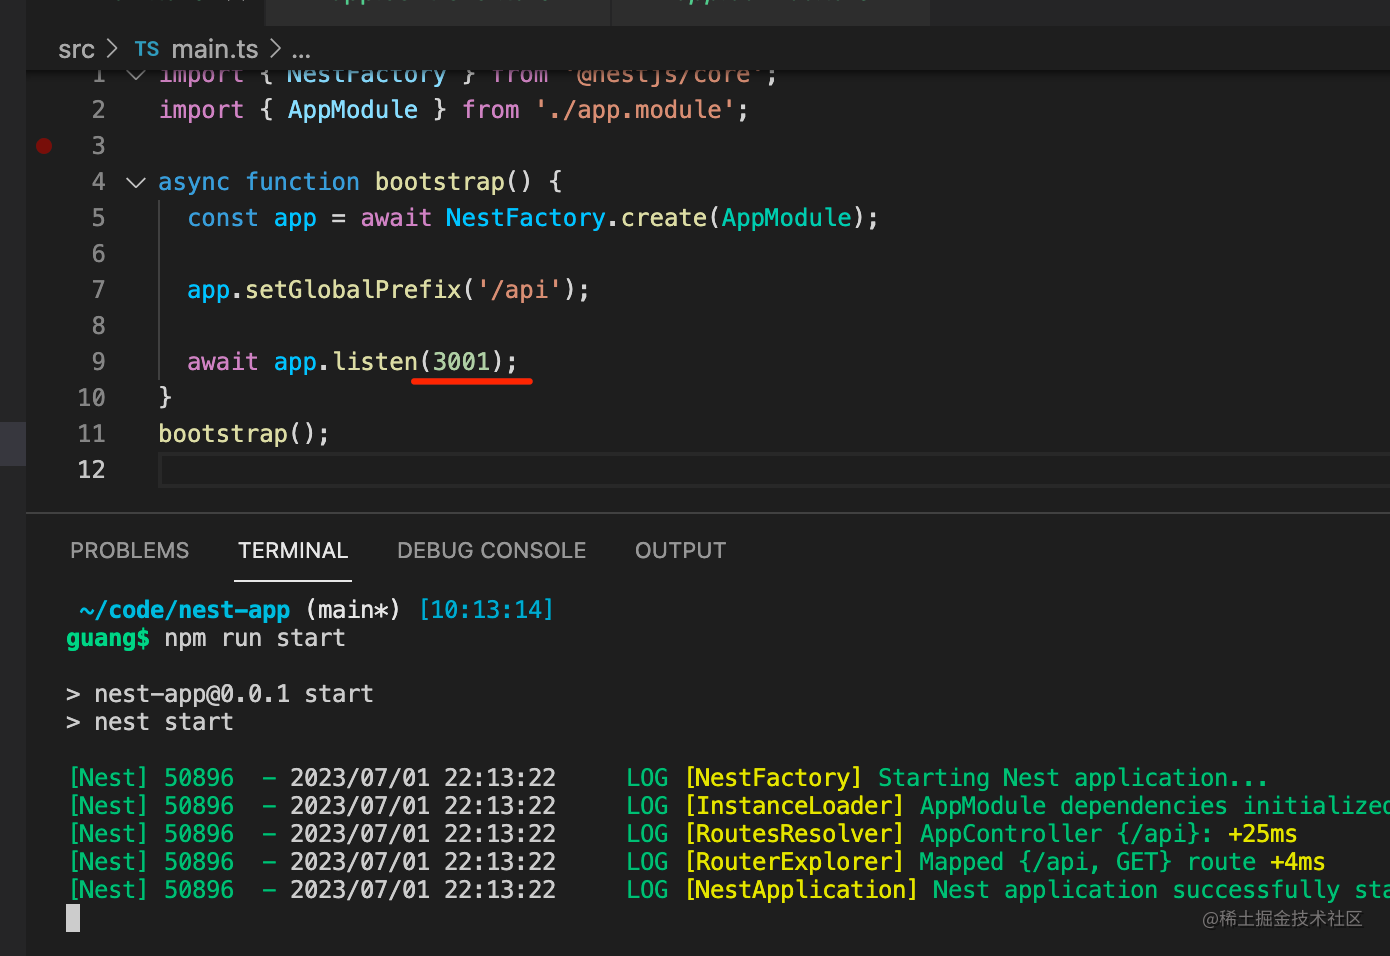 src > TS main.ts > ...
1 import { NestFactory } from '@nestjs/core';
2 import { AppModule } from './app.module';
3
4 async function bootstrap() {
5 const app = await NestFactory.create(AppModule);
6
7 app.setGlobalPrefix('/api');
8
9 await app.listen(3001);
10 }
11 bootstrap();
12
PROBLEMS TERMINAL DEBUG CONSOLE OUTPUT
~/code/nest-app (main*) [10:13:14]
guang$ npm run start
> nest-app@0.0.1 start
> nest start
[Nest] 50896 - 2023/07/01 22:13:22 LOG [NestFactory] Starting Nest application...
[Nest] 50896 - 2023/07/01 22:13:22 LOG [InstanceLoader] AppModule dependencies initialized
[Nest] 50896 - 2023/07/01 22:13:22 LOG [RoutesResolver] AppController {/api}: +25ms
[Nest] 50896 - 2023/07/01 22:13:22 LOG [RouterExplorer] Mapped {/api, GET} route +4ms
[Nest] 50896 - 2023/07/01 22:13:22 LOG [NestApplication] Nest application successfully sta
@稀土掘金技术社区